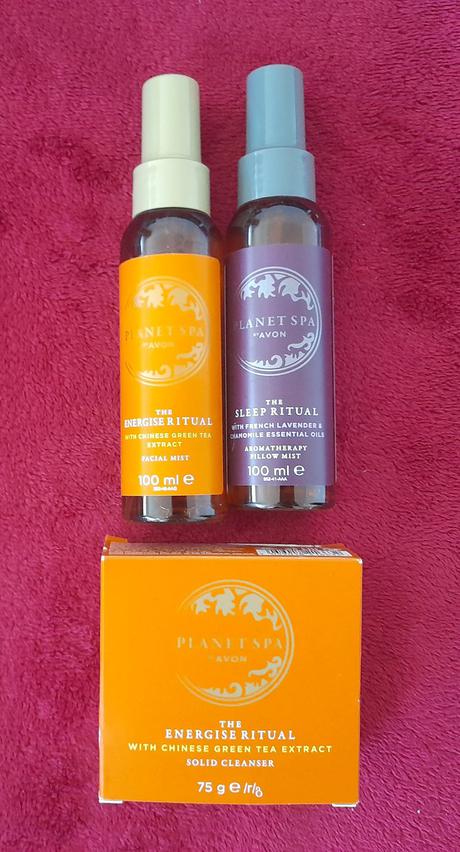 PLANET SPA
BY AVON
THE
ENERGISE RITUAL
WITH CHINESE GREEN TEA
EXTRACT
FACIAL MIST
100 ml e
PLANET SPA
BY AVON
THE
SLEEP RITUAL
WITH FRENCH LAVENDER &
CHAMOMILE ESSENTIAL OILS
AROMATHERAPY
PILLOW MIST
100 ml e
PLANET SPA
BY AVON
THE
ENERGISE RITUAL
WITH CHINESE GREEN TEA EXTRACT
SOLID CLEANSER
75 g e